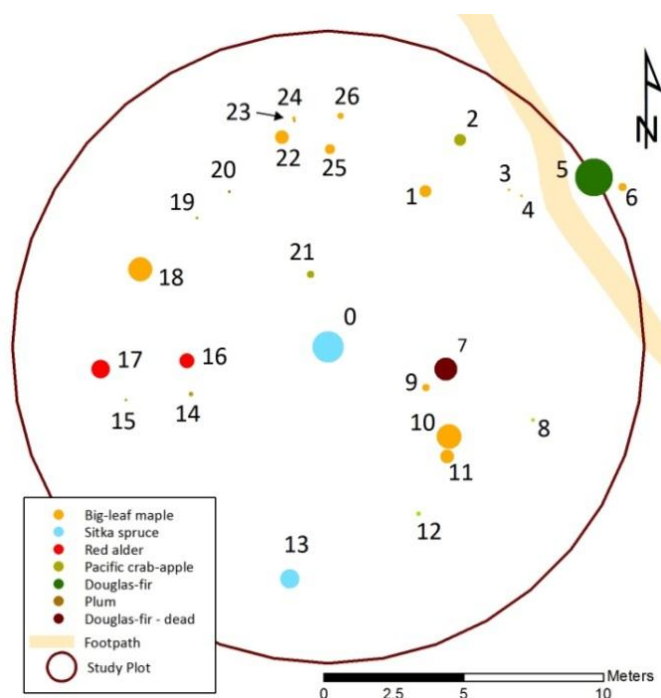 24
26
23
2
22
25
5
3
20
6
1
4
19
21
18
0
7
17
16
9
15
14
10
8
11
12
13
N
Big-leaf maple
Sitka spruce
Red alder
Pacific crab-apple
Douglas-fir
Plum
Douglas-fir - dead
Footpath
Study Plot
Meters
0 2.5 5 10